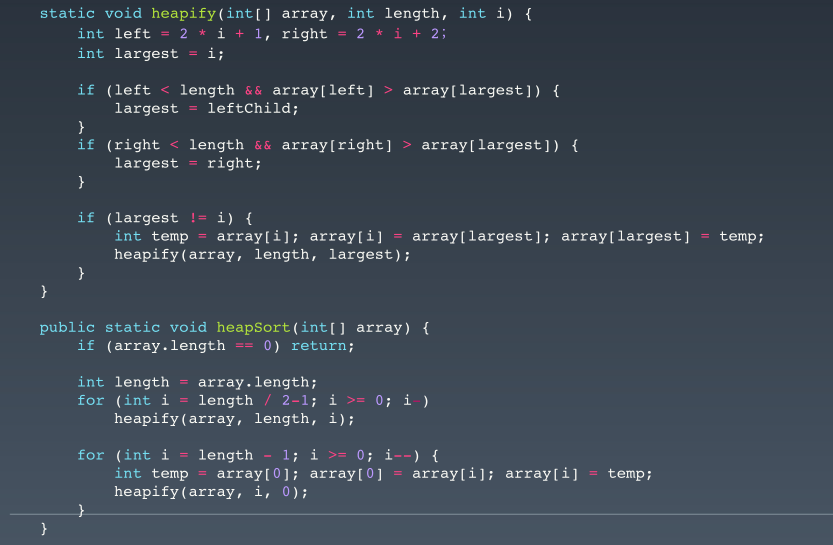 static void heapify(int[] array, int length, int i) {
int left = 2 * i + 1, right = 2 * i + 2;
int largest = i;
if (left < length && array[left] > array[largest]) {
largest = leftChild;
}
if (right < length && array[right] > array[largest]) {
largest = right;
}
if (largest != i) {
int temp = array[i]; array[i] = array[largest]; array[largest] = temp;
heapify(array, length, largest);
}
}
public static void heapSort(int[] array) {
if (array.length == 0) return;
int length = array.length;
for (int i = length / 2-1; i >= 0; i-)
heapify(array, length, i);
for (int i = length - 1; i >= 0; i--) {
int temp = array[0]; array[0] = array[i]; array[i] = temp;
heapify(array, i, 0);
}
}